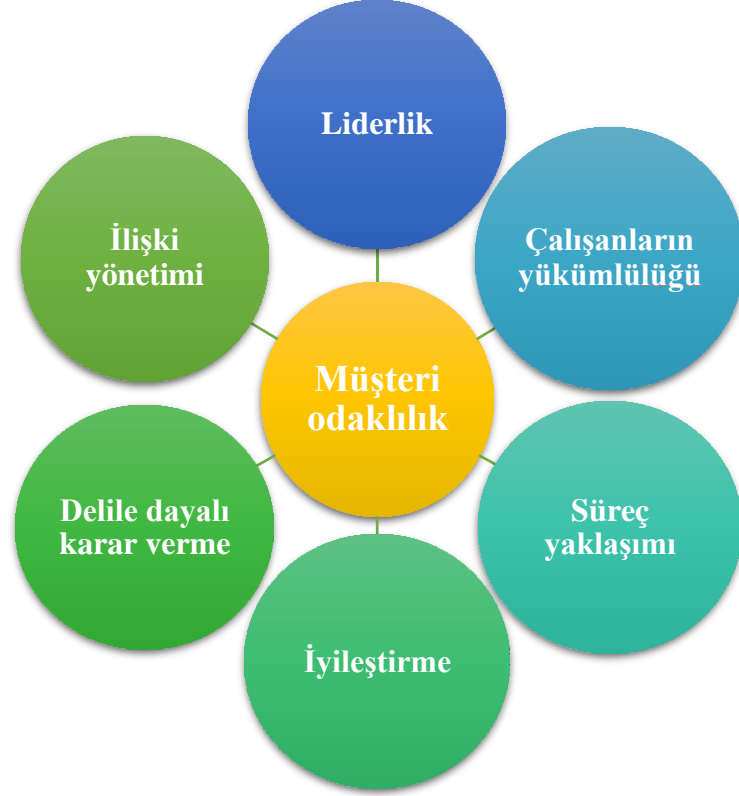 Liderlik
Çalışanların
yükümlülüğü
Süreç
yaklaşımı
İyileştirme
Delile dayalı
karar verme
İlişki
yönetimi
Müşteri
odaklılık